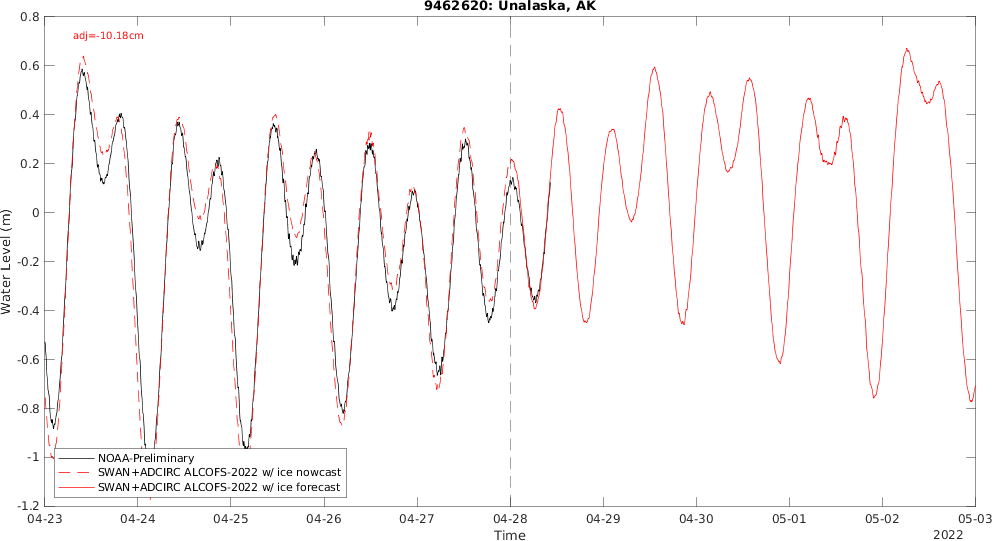 9462620: Unalaska, AK
adj=-10.18cm
0.8
0.6
0.4
0.2
0
-0.2
-0.4
-0.6
-0.8
-1
-1.2
Water Level (m)
NOAA-Preliminary
SWAN+ADCIRC ALCOFS-2022 w/ ice nowcast
SWAN+ADCIRC ALCOFS-2022 w/ ice forecast
04-23 04-24 04-25 04-26 04-27 04-28 04-29 04-30 05-01 05-02 05-03
Time
2022